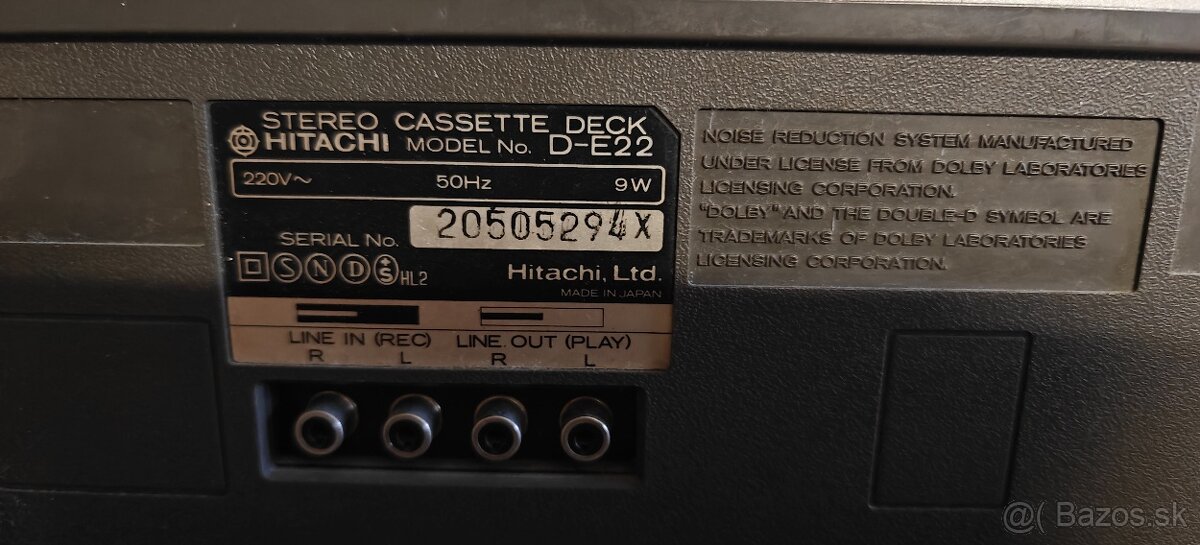 STEREO CASSETTE DECK
HITACHI MODEL No. D-E22
220V~ 50Hz 9W
SERIAL No. 20505294X
S N D S HL2 Hitachi, Ltd.
MADE IN JAPAN
LINE IN (REC) LINE OUT (PLAY)
R L R L
NOISE REDUCTION SYSTEM MANUFACTURED
UNDER LICENSE FROM DOLBY LABORATORIES
LICENSING CORPORATION.
"DOLBY" AND THE DOUBLE-D SYMBOL ARE
TRADEMARKS OF DOLBY LABORATORIES
LICENSING CORPORATION.
@( Bazos.sk